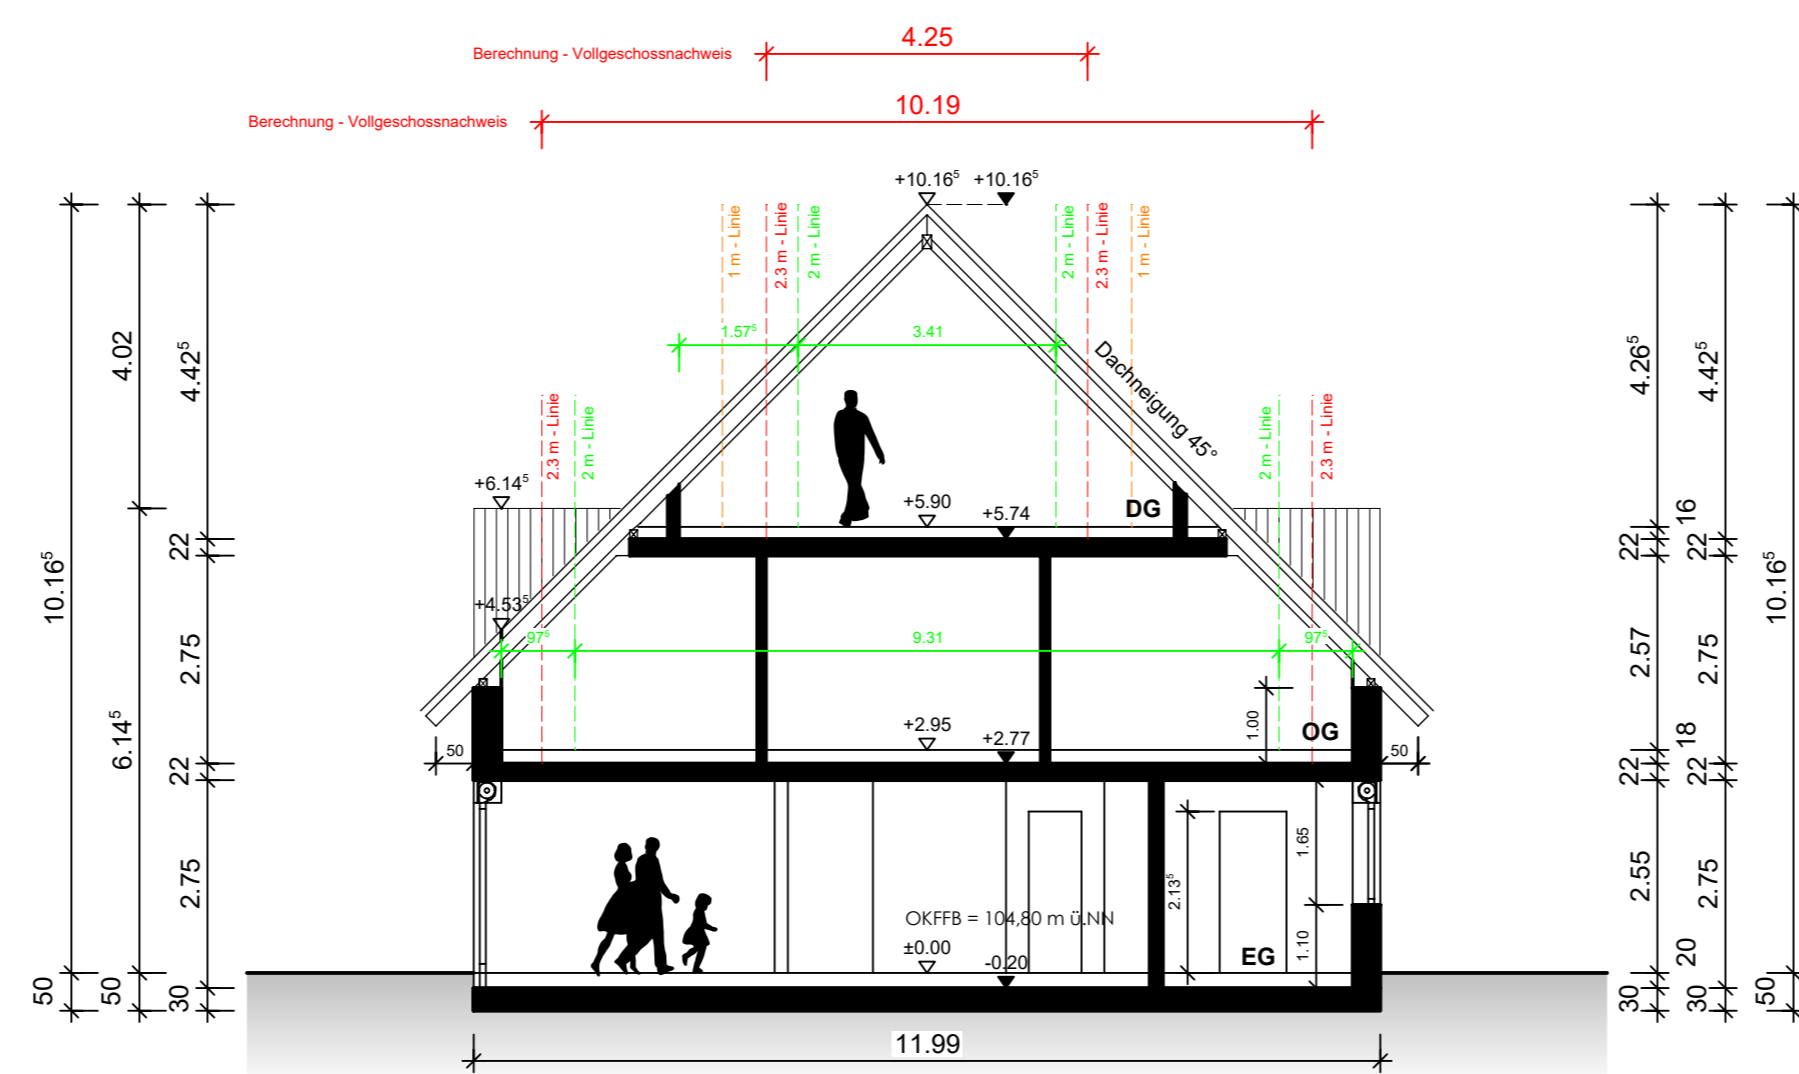 4.25
Berechnung - Vollgeschossnachweis
10.19
Berechnung - Vollgeschossnachweis
+10.16⁵ +10.16⁵
1 m - Linie
2.3 m - Linie
2 m - Linie
2 m - Linie
2.3 m - Linie
1 m - Linie
1.57⁵ 3.41
Dachneigung 45°
2.3 m - Linie
2 m - Linie
2 m - Linie
2.3 m - Linie
+6.14⁵
+5.90
+5.74
DG
+4.53⁵
97⁵ 9.31 97⁵
+2.95
+2.77
1.00
OG
50
50
2.13⁵
1.65
1.10
OKFFB = 104,80 m ü.NN
±0.00
-0.20
EG
11.99
10.16⁵
50
4.02
6.14⁵
50
4.42⁵
22
2.75
22
2.75
30
4.26⁵
22
2.57
22
2.55
30
16
18
20
4.42⁵
22
2.75
22
2.75
30
10.16⁵
50